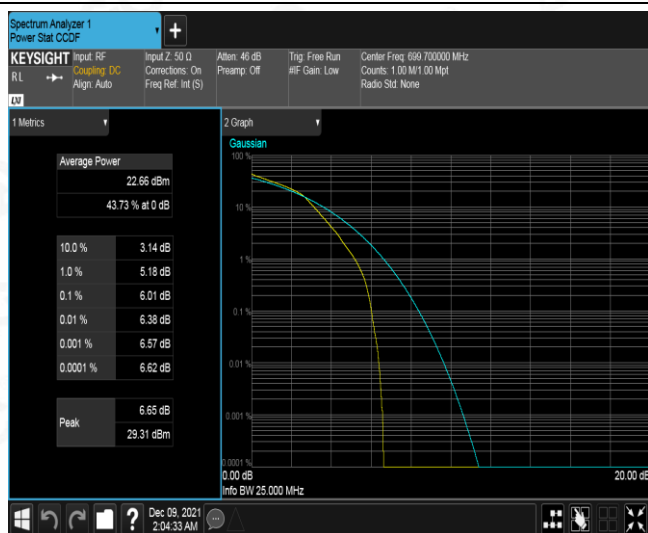 Spectrum Analyzer 1
Power Stat CCDF
+
KEYSIGHT
RL
LXI
Input: RF
Coupling: DC
Align: Auto
Input Z: 50 Ω
Corrections: On
Freq Ref: Int (S)
Atten: 46 dB
Preamp: Off
Trig: Free Run
#IF Gain: Low
Center Freq: 699.700000 MHz
Counts: 1.00 M/1.00 Mpt
Radio Std: None
1 Metrics
Average Power
22.66 dBm
43.73 % at 0 dB
10.0 % 3.14 dB
1.0 % 5.18 dB
0.1 % 6.01 dB
0.01 % 6.38 dB
0.001 % 6.57 dB
0.0001 % 6.62 dB
Peak
6.65 dB
29.31 dBm
2 Graph
Gaussian
100 %
10 %
1 %
0.1 %
0.01 %
0.001 %
0.0001 %
0.00 dB
20.00 dB
Info BW 25.000 MHz
?
Dec 09, 2021
2:04:33 AM